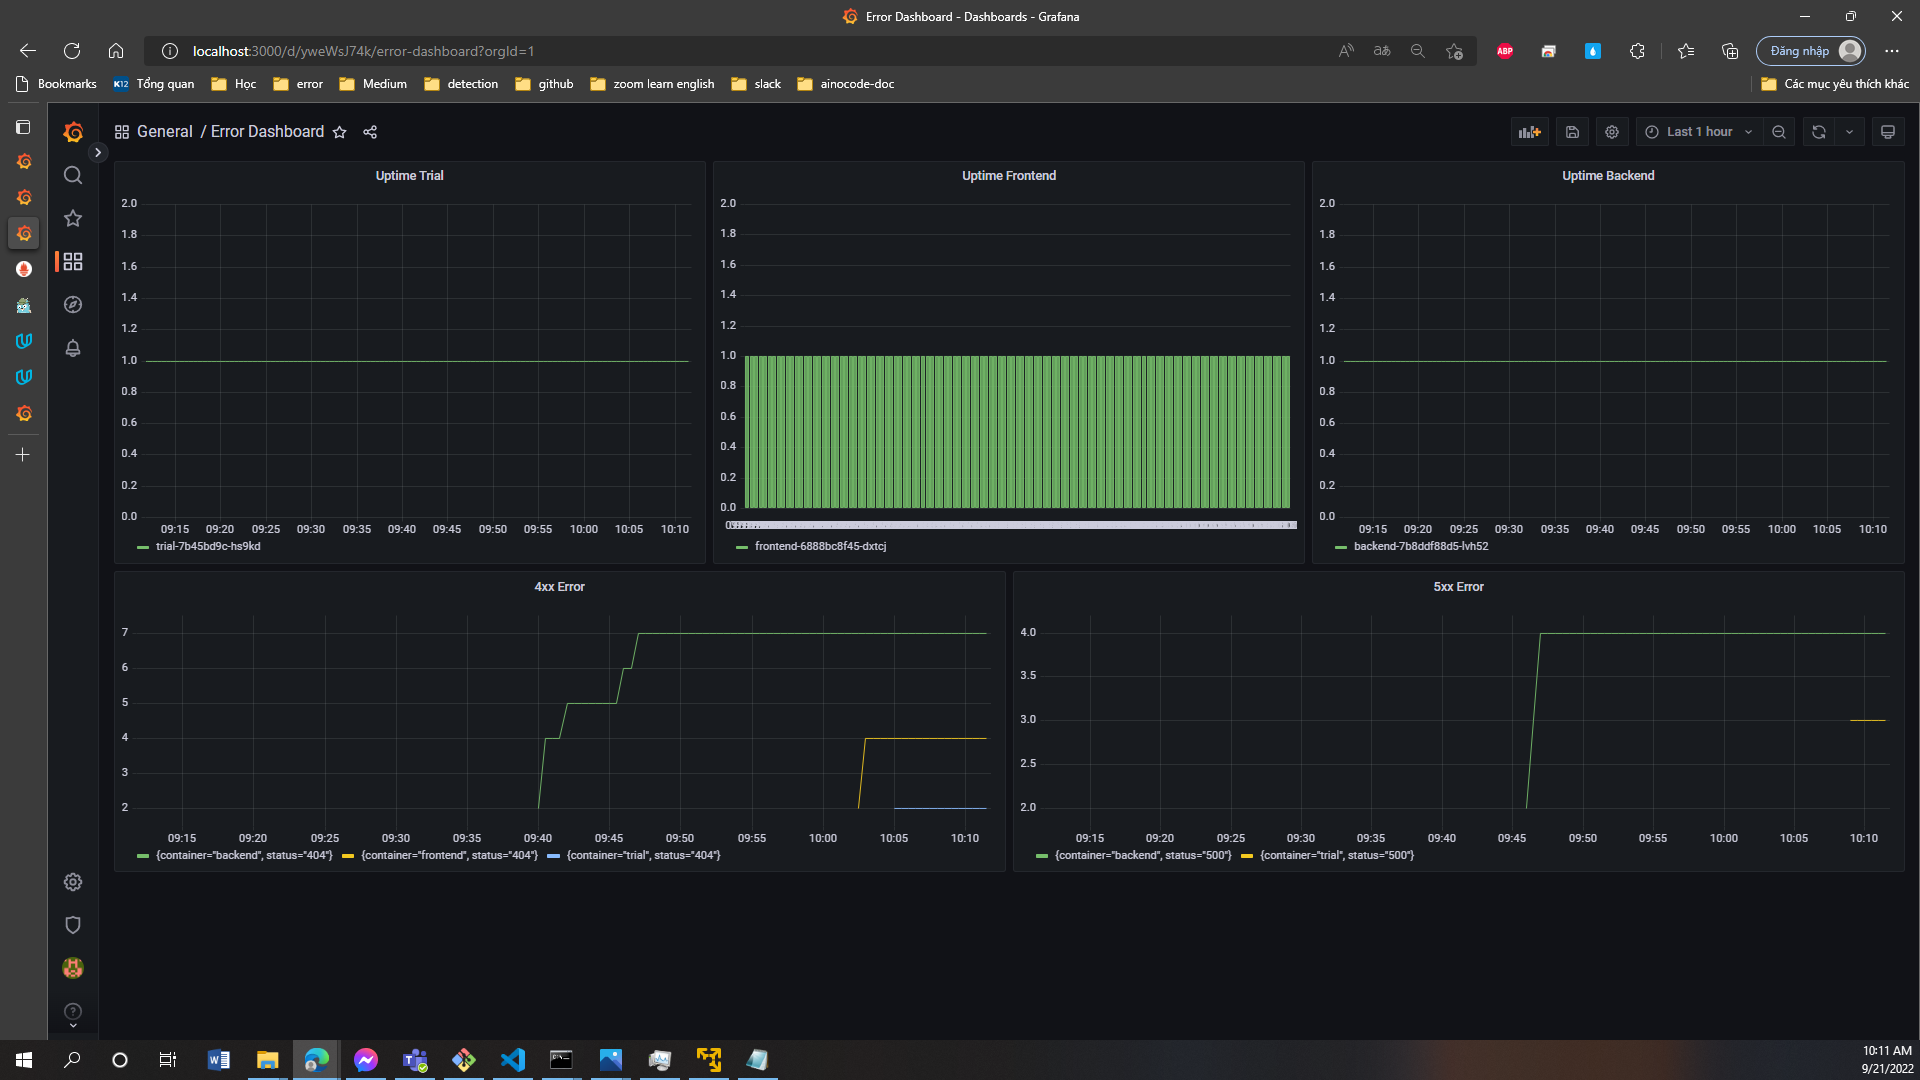 Error Dashboard - Dashboards - Grafana
localhost:3000/d/yweWsJ74k/error-dashboard?orgId=1
ABP
Đăng nhập
Bookmarks
K12 Tổng quan
Học
error
Medium
detection
github
zoom learn english
slack
ainocode-doc
Các mục yêu thích khác
General / Error Dashboard
Last 1 hour
Uptime Trial
2.0
1.8
1.6
1.4
1.2
1.0
0.8
0.6
0.4
0.2
0.0
09:15 09:20 09:25 09:30 09:35 09:40 09:45 09:50 09:55 10:00 10:05 10:10
trial-7b45bd9c-hs9kd
Uptime Frontend
2.0
1.8
1.6
1.4
1.2
1.0
0.8
0.6
0.4
0.2
0.0
frontend-6888bc8f45-dxtcj
Uptime Backend
2.0
1.8
1.6
1.4
1.2
1.0
0.8
0.6
0.4
0.2
0.0
09:15 09:20 09:25 09:30 09:35 09:40 09:45 09:50 09:55 10:00 10:05 10:10
backend-7b8ddf88d5-lvh52
4xx Error
7
6
5
4
3
2
09:15 09:20 09:25 09:30 09:35 09:40 09:45 09:50 09:55 10:00 10:05 10:10
{container="backend", status="404"} {container="frontend", status="404"} {container="trial", status="404"}
5xx Error
4.0
3.5
3.0
2.5
2.0
09:15 09:20 09:25 09:30 09:35 09:40 09:45 09:50 09:55 10:00 10:05 10:10
{container="backend", status="500"} {container="trial", status="500"}
10:11 AM
9/21/2022